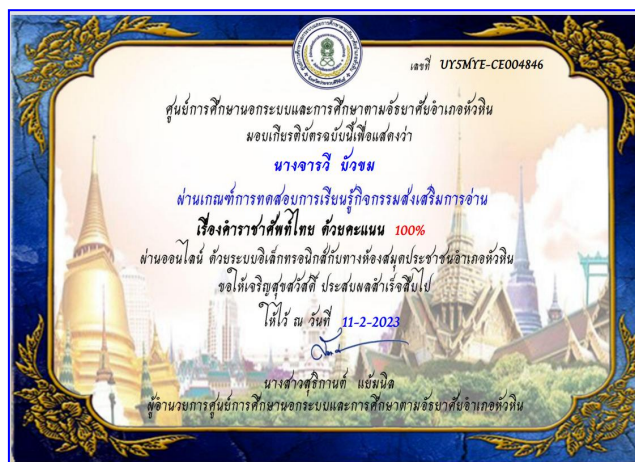 เลขที่ UY5MYE-CE004846
ศูนย์การศึกษานอกระบบและการศึกษาตามอัธยาศัยอำเภอหัวหิน
มอบเกียรติบัตรฉบับนี้เพื่อแสดงว่า
นางจารวี บัวขม
ผ่านเกณฑ์การทดสอบการเรียนรู้กิจกรรมส่งเสริมการอ่าน
เรื่องคำราชาศัพท์ไทย ด้วยคะแนน 100%
ผ่านออนไลน์ ด้วยระบบอิเล็กทรอนิกส์กับทางห้องสมุดประชาชนอำเภอหัวหิน
ขอให้เจริญสุขสวัสดิ์ ประสบผลสำเร็จสืบไป
ให้ไว้ ณ วันที่ 11-2-2023
นางสาวสุธิกานต์ แย้มนิล
ผู้อำนวยการศูนย์การศึกษานอกระบบและการศึกษาตามอัธยาศัยอำเภอหัวหิน